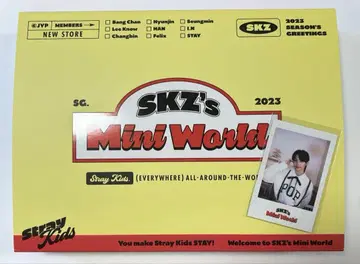 ©JYP MEMBERS→
NEW STORE
Bang Chan
Lee Know
Changbin
Hyunjin
HAN
Felix
Seungmin
I.N
STAY
SKZ
2023
SEASON'S
GREETINGS
SG.
2023
SKZ's
Mini World
Stray Kids. (EVERYWHERE) ALL-AROUND-THE-WO
POP
SKZ's
Mini World
Stray
Kids
You make Stray Kids STAY!
Welcome to SKZ's Mini World